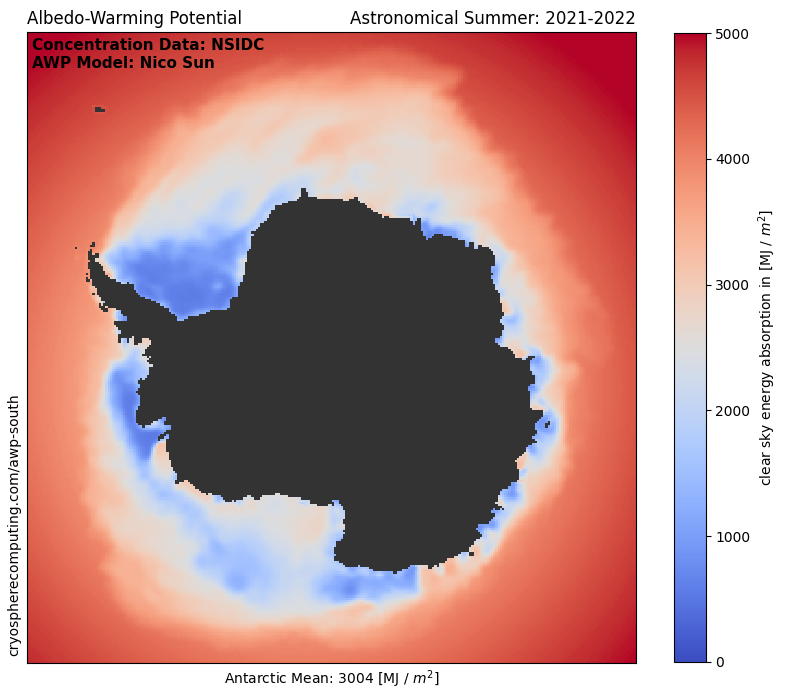 Albedo-Warming Potential
Astronomical Summer: 2021-2022
Concentration Data: NSIDC
AWP Model: Nico Sun
5000
4000
3000
2000
1000
0
clear sky energy absorption in [MJ / m²]
cryospherecomputing.com/awp-south
Antarctic Mean: 3004 [MJ / m²]